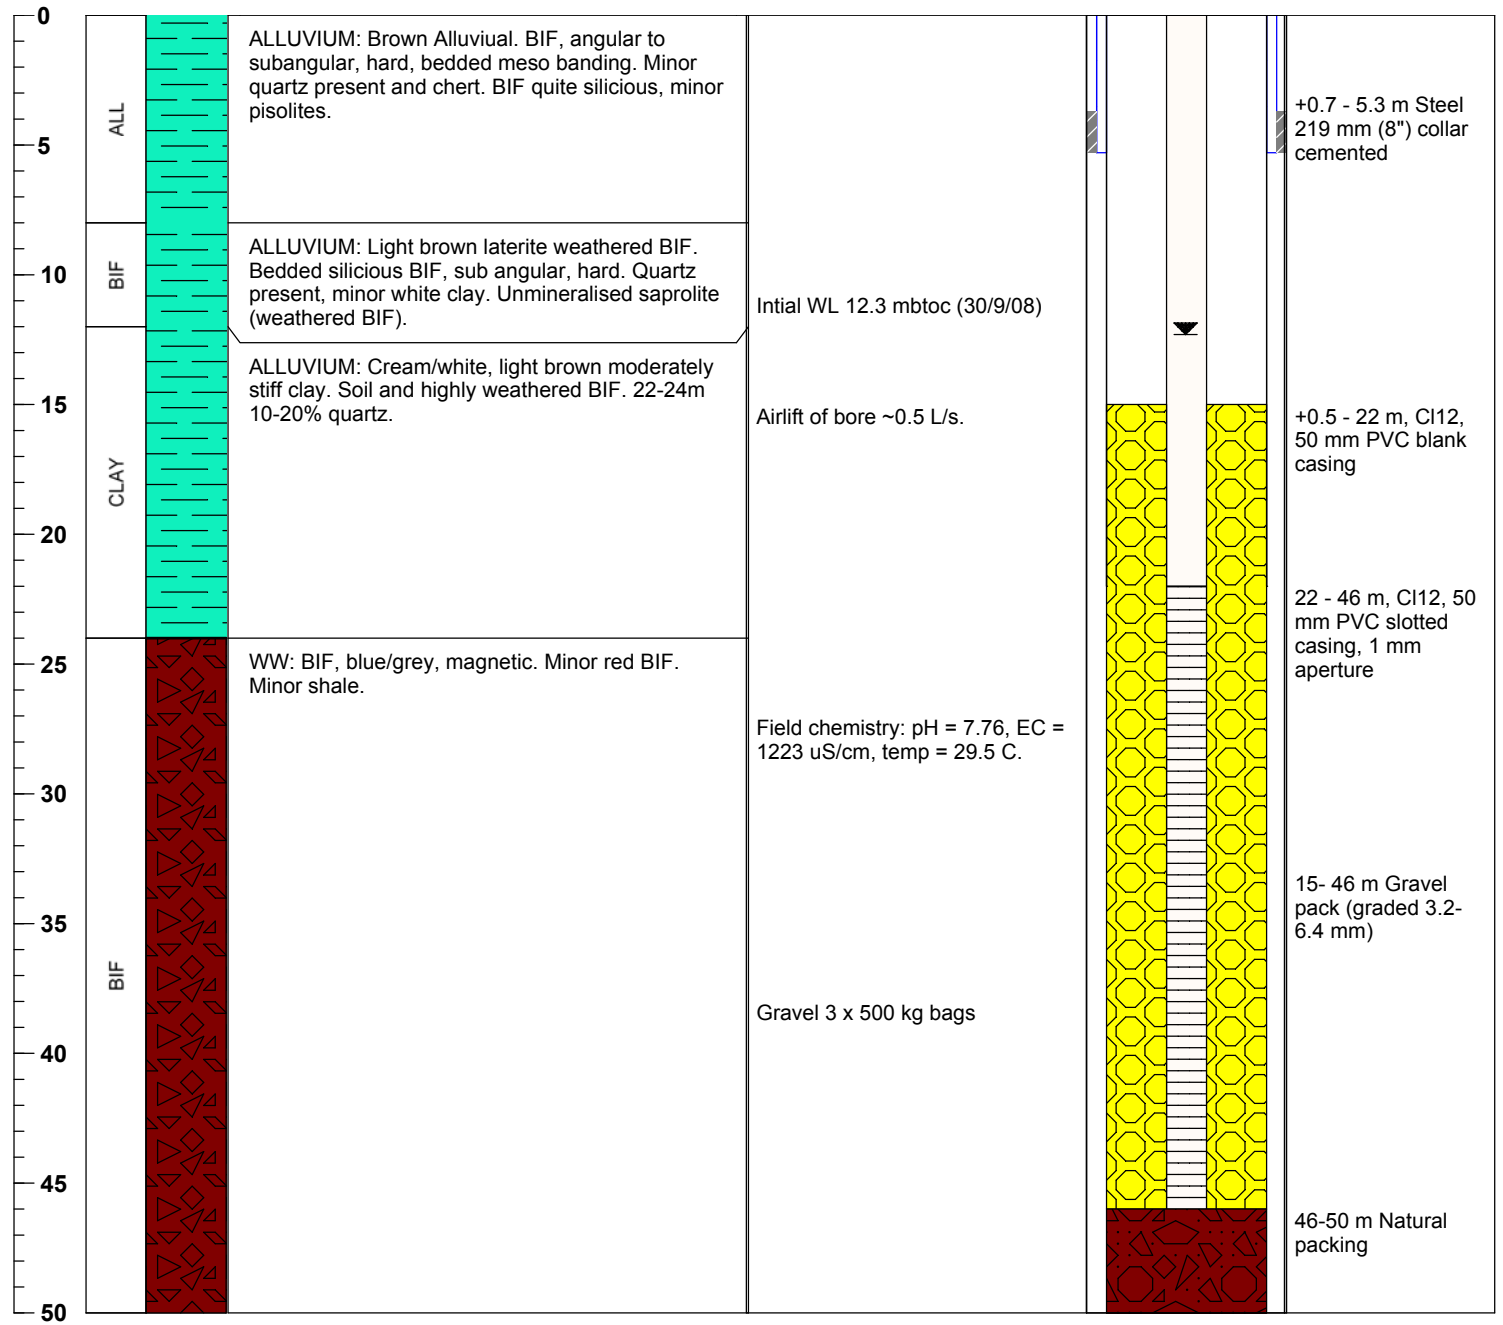 0
5
10
15
20
25
30
35
40
45
50
ALL
BIF
CLAY
BIF
ALLUVIUM: Brown Alluviual. BIF, angular to
subangular, hard, bedded meso banding. Minor
quartz present and chert. BIF quite silicious, minor
pisolites.
ALLUVIUM: Light brown laterite weathered BIF.
Bedded silicious BIF, sub angular, hard. Quartz
present, minor white clay. Unmineralised saprolite
(weathered BIF).
ALLUVIUM: Cream/white, light brown moderately
stiff clay. Soil and highly weathered BIF. 22-24m
10-20% quartz.
WW: BIF, blue/grey, magnetic. Minor red BIF.
Minor shale.
Intial WL 12.3 mbtoc (30/9/08)
Airlift of bore ~0.5 L/s.
Field chemistry: pH = 7.76, EC =
1223 uS/cm, temp = 29.5 C.
Gravel 3 x 500 kg bags
+0.7 - 5.3 m Steel
219 mm (8") collar
cemented
+0.5 - 22 m, Cl12,
50 mm PVC blank
casing
22 - 46 m, Cl12, 50
mm PVC slotted
casing, 1 mm
aperture
15- 46 m Gravel
pack (graded 3.2-
6.4 mm)
46-50 m Natural
packing